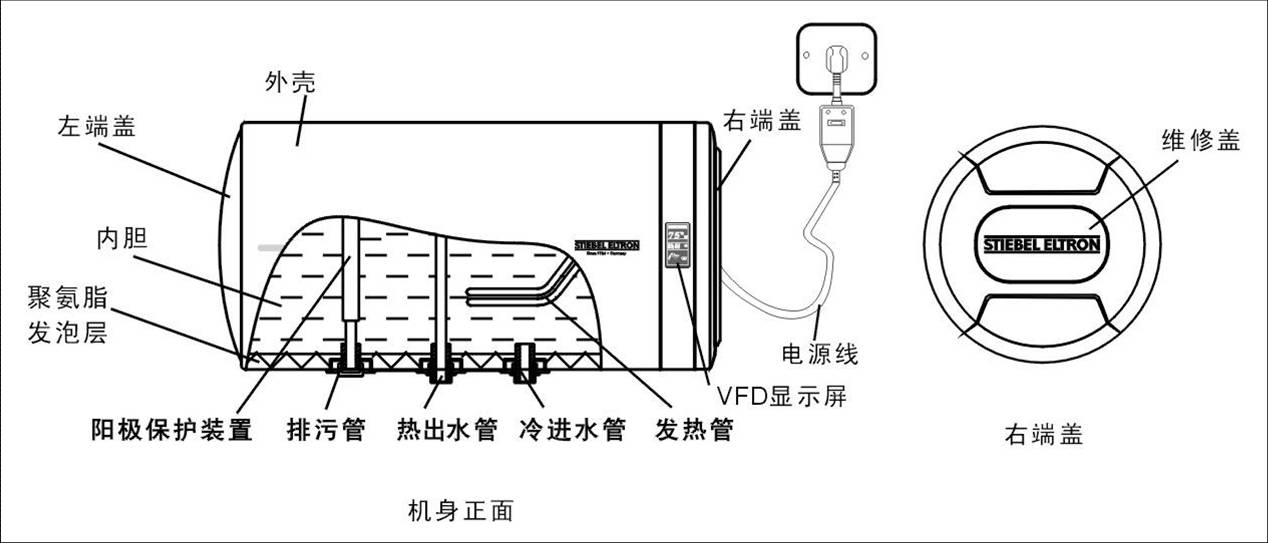 外壳
左端盖
右端盖
维修盖
内胆
STIEBEL ELTRON
STIEBEL ELTRON
聚氨脂
发泡层
电源线
VFD显示屏
阳极保护装置
排污管
热出水管
冷进水管
发热管
右端盖
机身正面